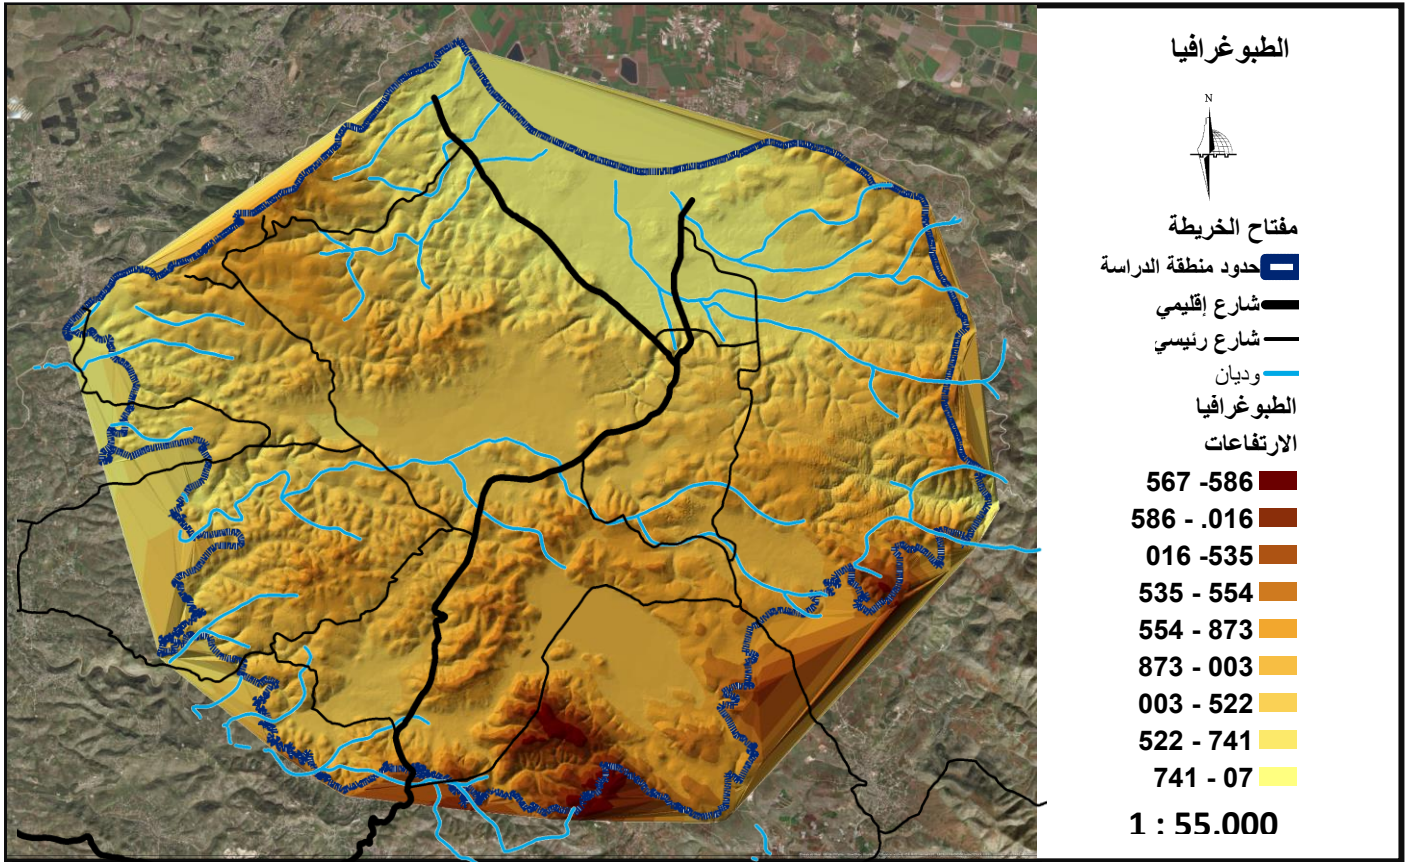 الطبوغرافيا
N
مفتاح الخريطة
حدود منطقة الدراسة
شارع إقليمي
شارع رئيسي
وديان
الطبوغرافيا
الارتفاعات
567 -586
586 - .016
016 -535
535 - 554
554 - 873
873 - 003
003 - 522
522 - 741
741 - 07
1 : 55.000